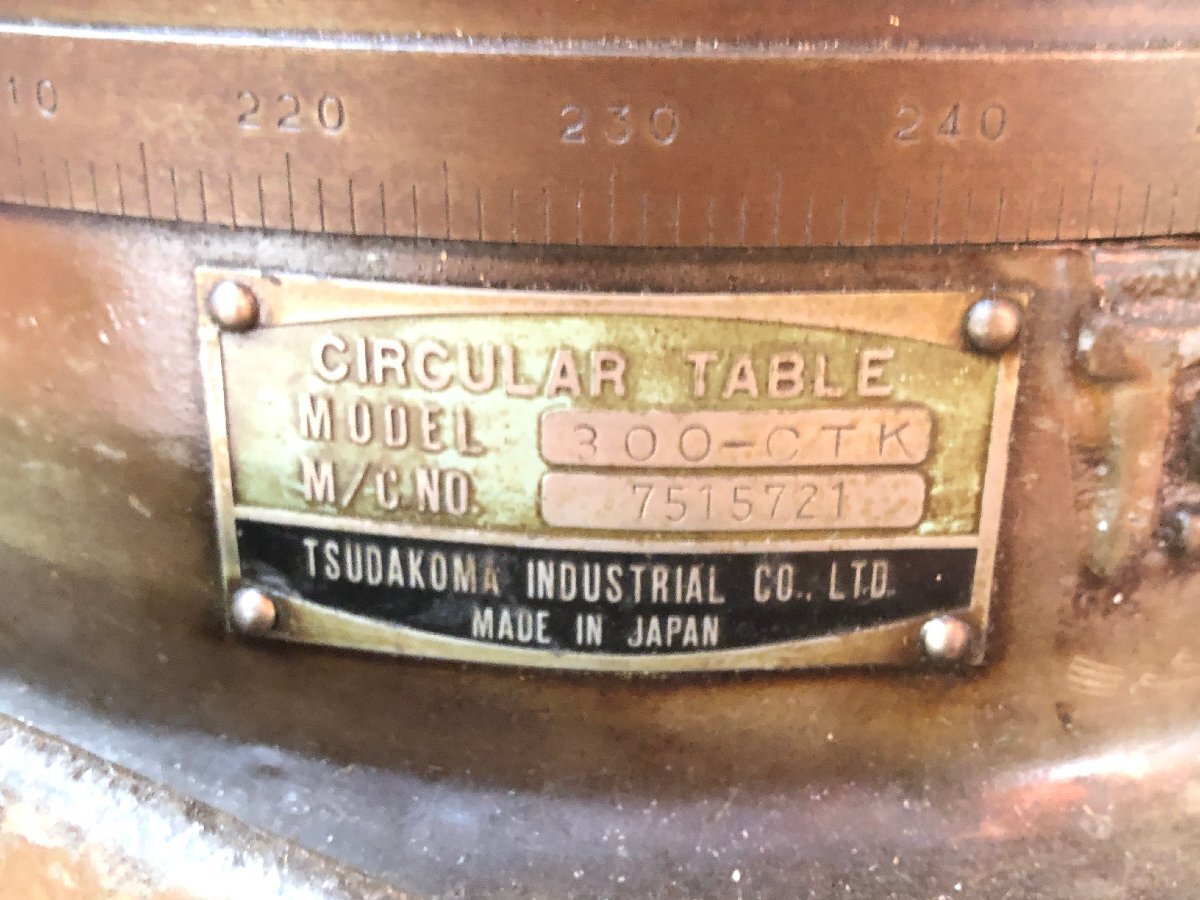 10 220 230 240
CIRCULAR TABLE
MODEL 300-CTK
M/C.NO. 7515721
TSUDAKOMA INDUSTRIAL CO., LTD.
MADE IN JAPAN